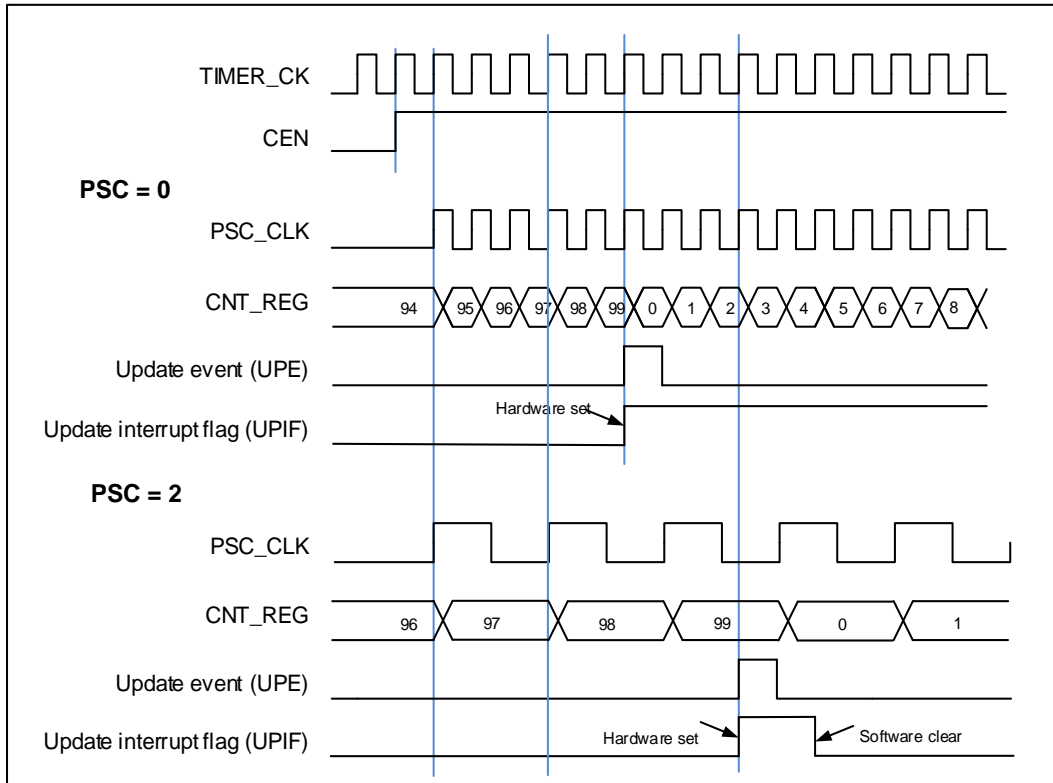 TIMER_CK
CEN
PSC = 0
PSC_CLK
CNT_REG 94 95 96 97 98 99 0 1 2 3 4 5 6 7 8
Update event (UPE)
Hardware set
Update interrupt flag (UPIF)
PSC = 2
PSC_CLK
CNT_REG 96 97 98 99 0 1
Update event (UPE)
Update interrupt flag (UPIF) Hardware set Software clear